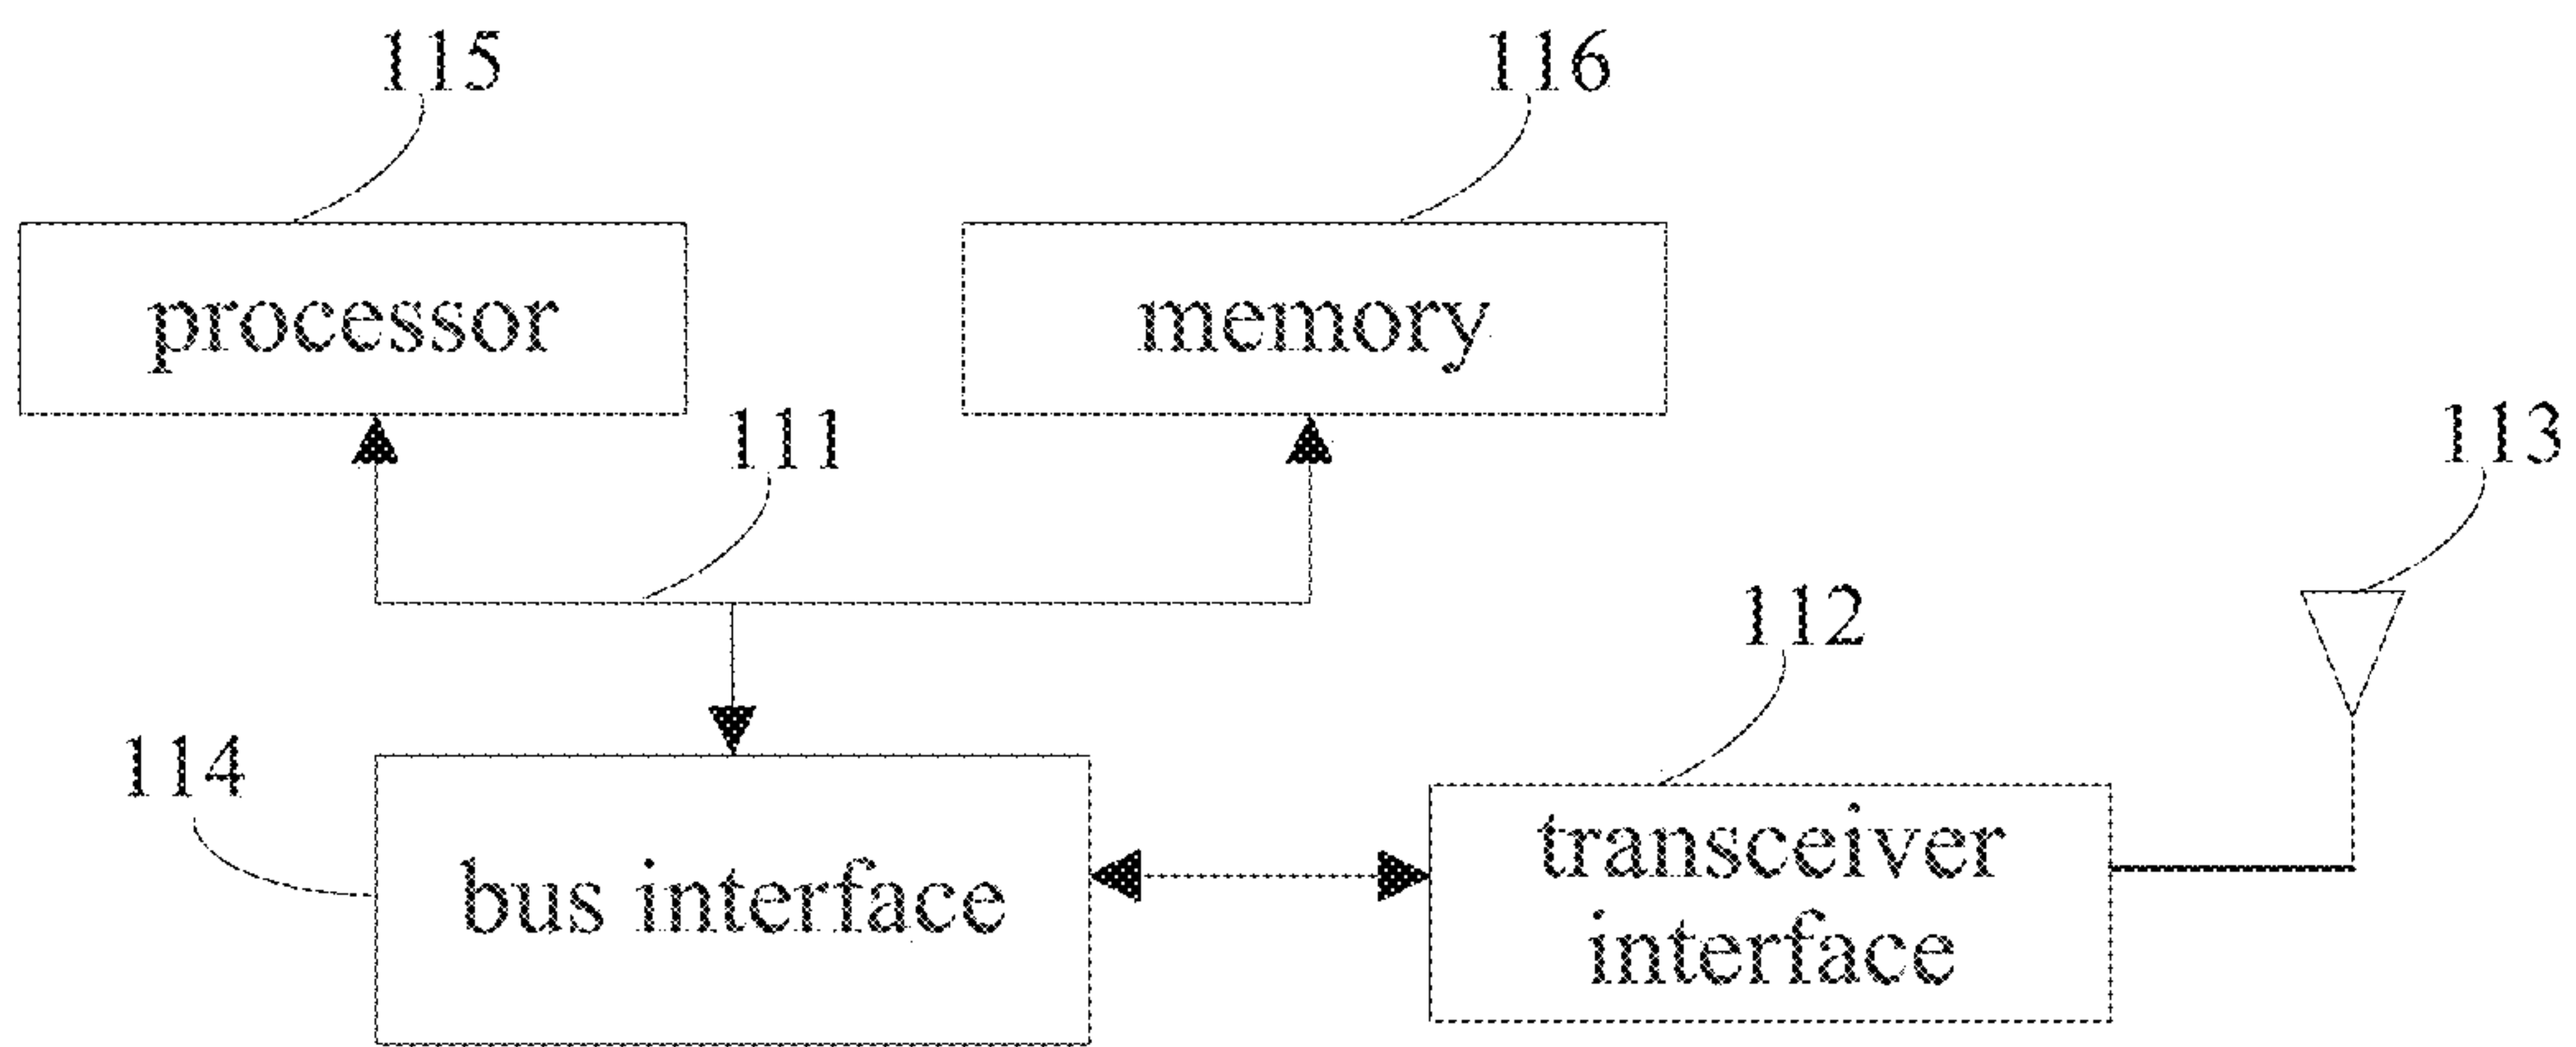 115
116
processor
memory
111
113
112
114
bus interface
transceiver
interface